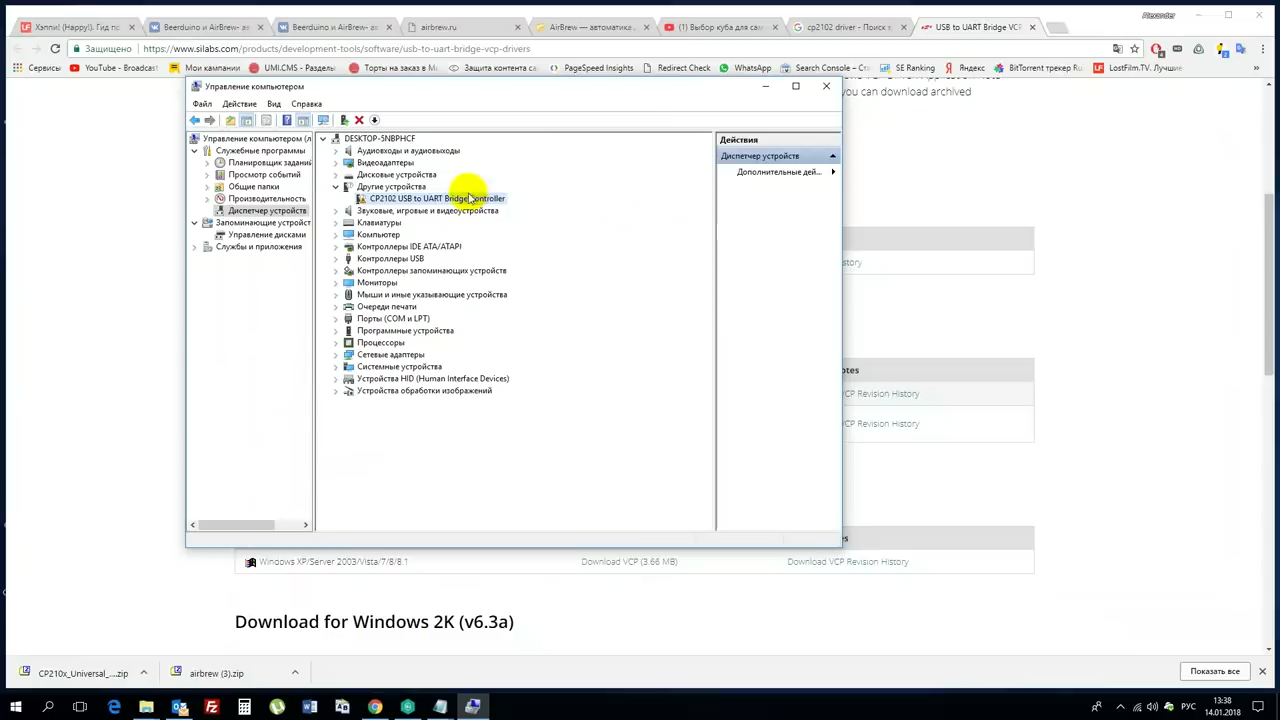 Alexander
Хэппи! (Happy). Гид п
Beerduino и AirBrew.
Beerduino и AirBrew.
airbrew.ru
AirBrew — автоматика
(1) Выбор куба для сам
cp2102 driver - Поиск
USB to UART Bridge VC
Защищено
https://www.silabs.com/products/development-tools/software/usb-to-uart-bridge-vcp-drivers
Сервисы
YouTube - Broadcast
Мои кампании
UMI.CMS - Разделы
Торты на заказ в М
Защита контента са
PageSpeed Insights
Redirect Check
WhatsApp
Search Console - Г
SE Ranking
Яндекс
BitTorrent трекер Ru
LostFilm.TV. Лучшие
you can download archived
Управление компьютером
Файл Действие Вид Справка
Управление компьютером (л
Служебные программы
Планировщик заданий
Просмотр событий
Общие папки
Производительность
Диспетчер устройств
Запоминающие устройст
Управление дисками
Службы и приложения
DESKTOP-5NBPHCF
Аудиовходы и аудиовыходы
Видеоадаптеры
Дисковые устройства
Другие устройства
CP2102 USB to UART Bridge Controller
Звуковые, игровые и видеоустройства
Клавиатуры
Компьютер
Контроллеры IDE ATA/ATAPI
Контроллеры USB
Контроллеры запоминающих устройств
Мониторы
Мыши и иные указывающие устройства
Очереди печати
Порты (COM и LPT)
Программные устройства
Процессоры
Сетевые адаптеры
Системные устройства
Устройства HID (Human Interface Devices)
Устройства обработки изображений
Действия
Диспетчер устройств
Дополнительные дей...
story
otes
VCP Revision History
VCP Revision History
es
Windows XP/Server 2003/Vista/7/8/8.1
Download VCP (3.66 MB)
Download VCP Revision History
Download for Windows 2K (v6.3a)
CP210x_Universal_....zip
airbrew (3).zip
Показать все
РУС
13:38
14.01.2018